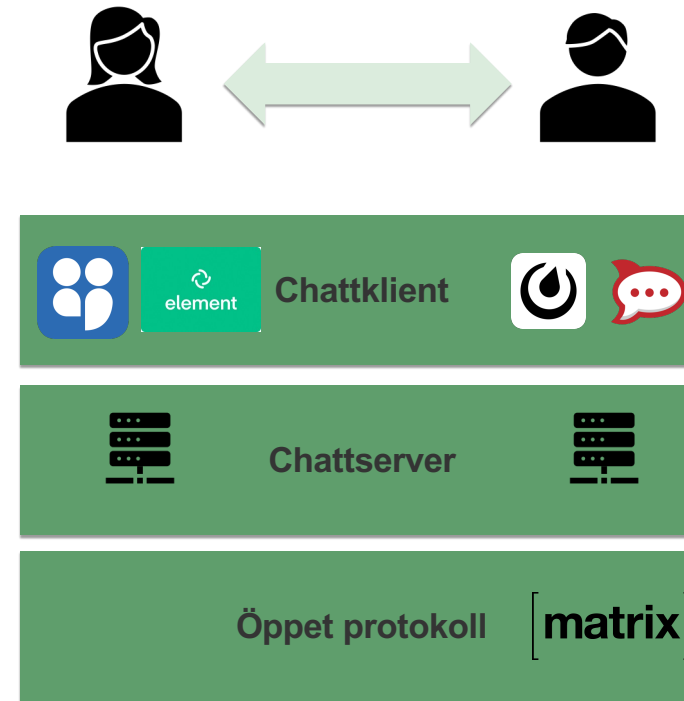 element
Chattklient
Chattserver
Öppet protokoll
[matrix]